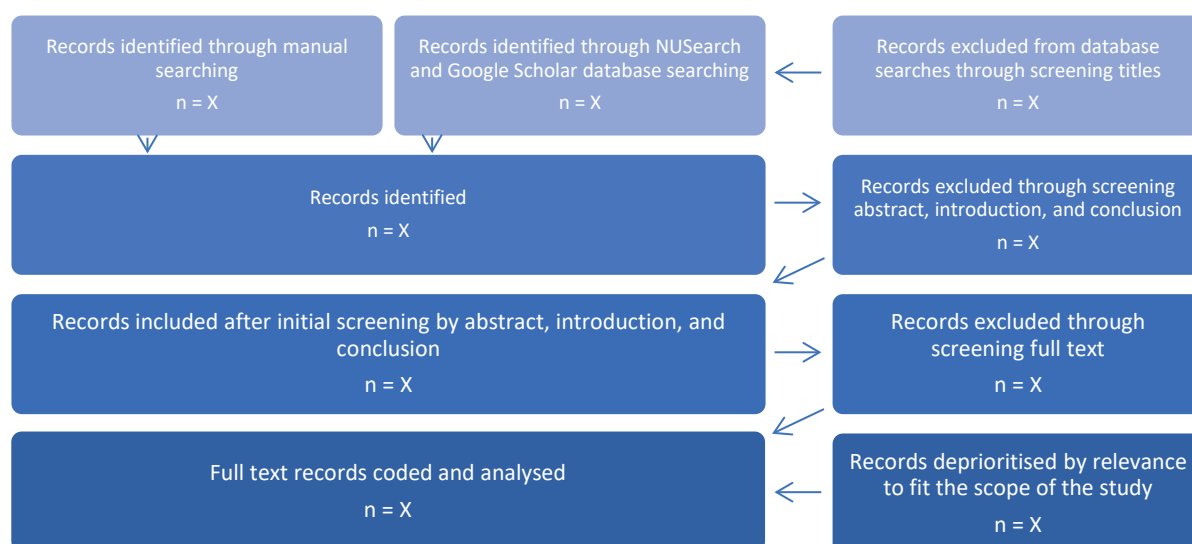 Records identified through manual
searching
n = X
Records identified through NUSearch
and Google Scholar database searching
n = X
Records excluded from database
searches through screening titles
n = X
Records identified
n = X
Records excluded through screening
abstract, introduction, and conclusion
n = X
Records included after initial screening by abstract, introduction, and
conclusion
n = X
Records excluded through
screening full text
n = X
Full text records coded and analysed
n = X
Records deprioritised by relevance
to fit the scope of the study
n = X